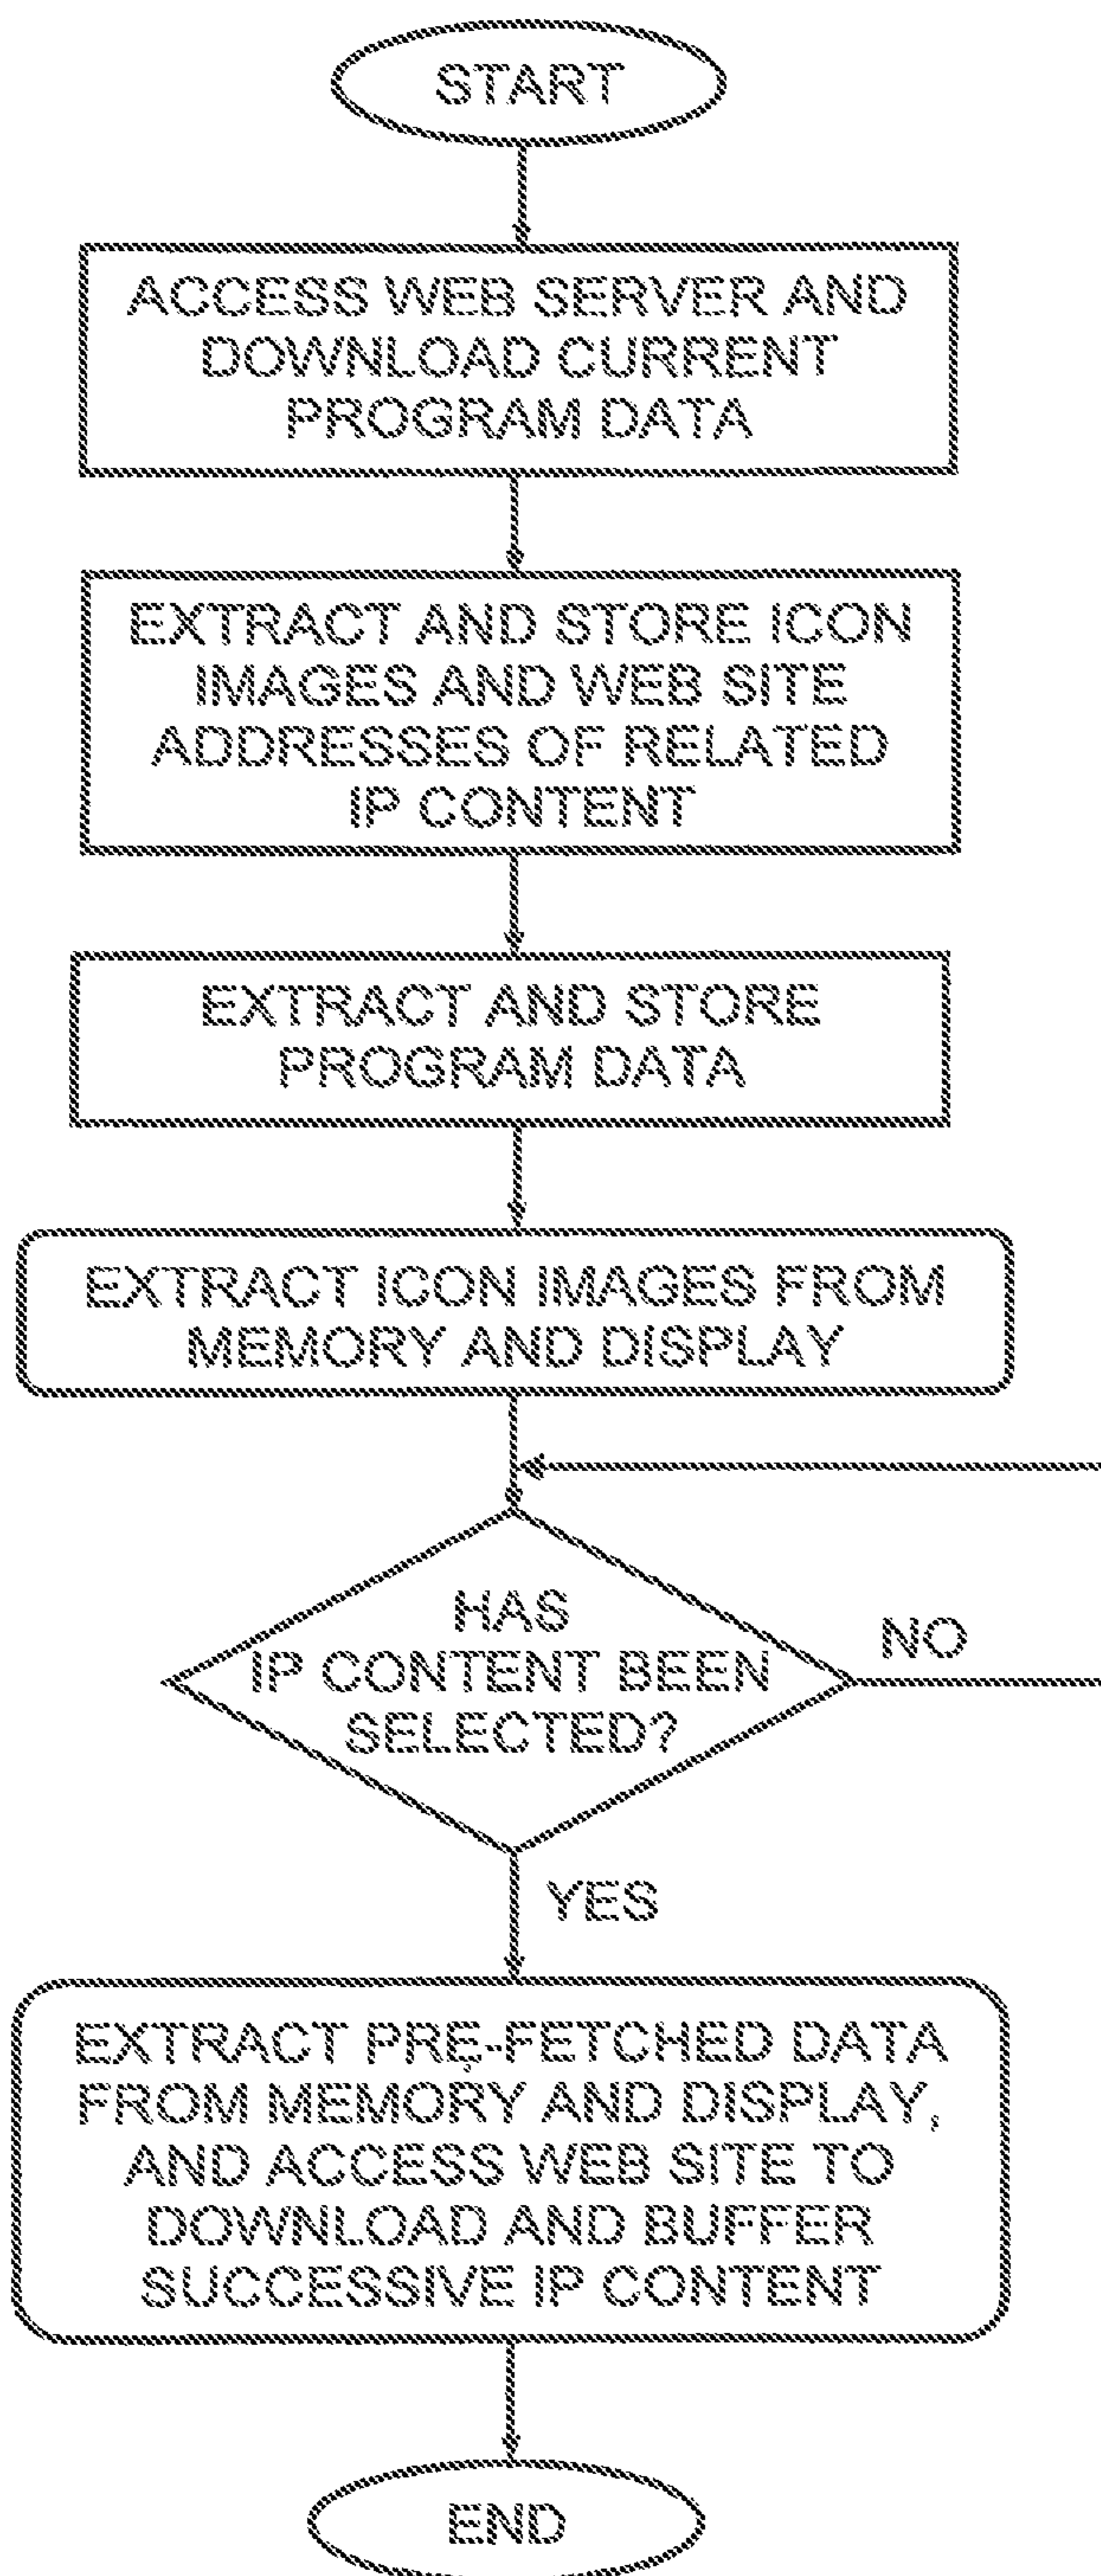 START
ACCESS WEB SERVER AND
DOWNLOAD CURRENT
PROGRAM DATA
EXTRACT AND STORE ICON
IMAGES AND WEB SITE
ADDRESSES OF RELATED
IP CONTENT
EXTRACT AND STORE
PROGRAM DATA
EXTRACT ICON IMAGES FROM
MEMORY AND DISPLAY
HAS
IP CONTENT BEEN
SELECTED?
NO
YES
EXTRACT PRE-FETCHED DATA
FROM MEMORY AND DISPLAY,
AND ACCESS WEB SITE TO
DOWNLOAD AND BUFFER
SUCCESSIVE IP CONTENT
END